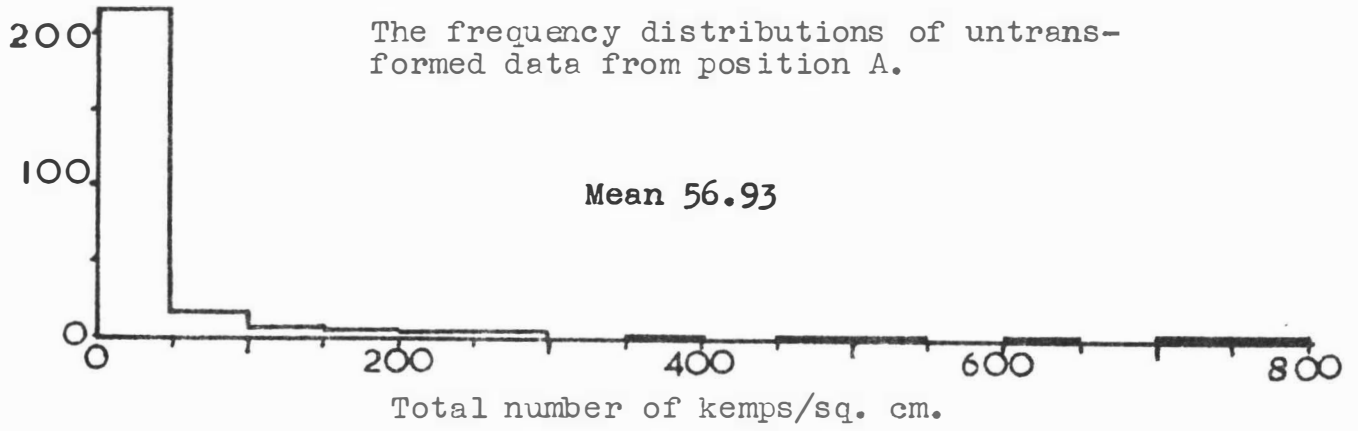 The frequency distributions of untrans-
formed data from position A.
200
100
0
Mean 56.93
0 200 400 600 800
Total number of kemps/sq. cm.